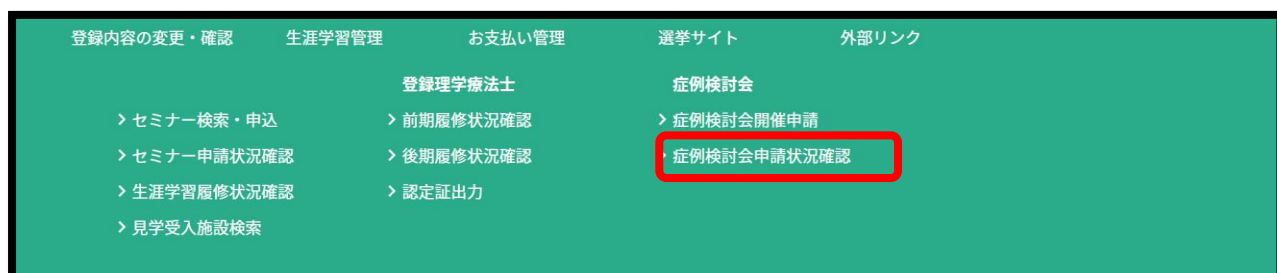 登録内容の変更・確認 生涯学習管理 お支払い管理 選挙サイト 外部リンク
登録理学療法士 症例検討会
> セミナー検索・申込 > 前期履修状況確認 > 症例検討会開催申請
> セミナー申請状況確認 > 後期履修状況確認 > 症例検討会申請状況確認
> 生涯学習履修状況確認 > 認定証出力
> 見学受入施設検索